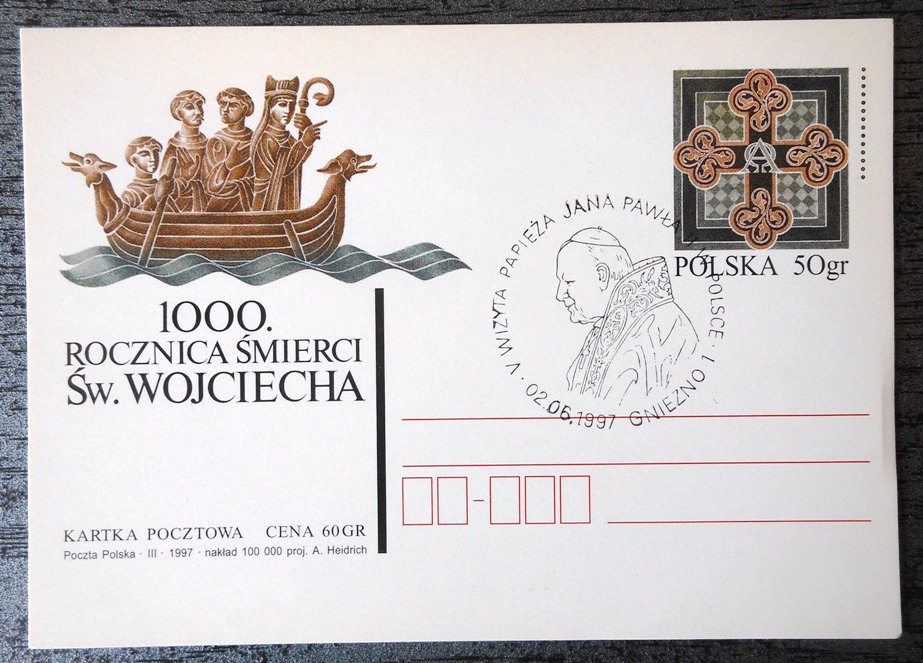 1000.
ROCZNICA ŚMIERCI
Św. WOJCIECHA
KARTKA POCZTOWA CENA 60GR
Poczta Polska · III · 1997 · nakład 100 000 proj. A. Heidrich
A
POLSKA 50gr
V WIZYTA PAPIEŻA JANA PAWŁA II W POLSCE
· 02.06.1997 GNIEZNO 1 ·